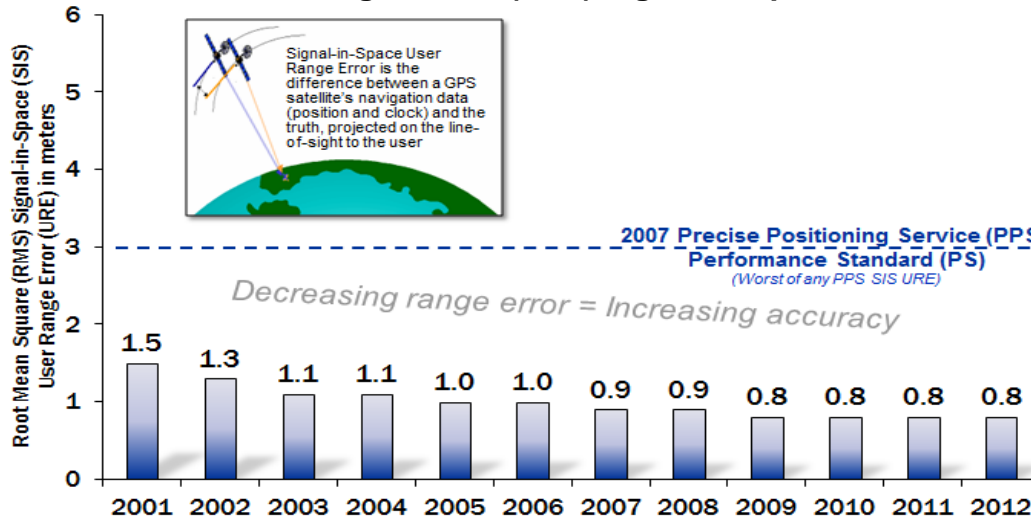 6
Signal-in-Space User
Range Error is the
difference between a GPS
satellite's navigation data
(position and clock) and the
truth, projected on the line-
of-sight to the user
5
4
3
2
1
0
Root Mean Square (RMS) Signal-in-Space (SIS)
User Range Error (URE) in meters
2007 Precise Positioning Service (PPS
Performance Standard (PS)
(Worst of any PPS SIS URE)
Decreasing range error = Increasing accuracy
1.5 1.3 1.1 1.1 1.0 1.0 0.9 0.9 0.8 0.8 0.8 0.8
2001 2002 2003 2004 2005 2006 2007 2008 2009 2010 2011 2012